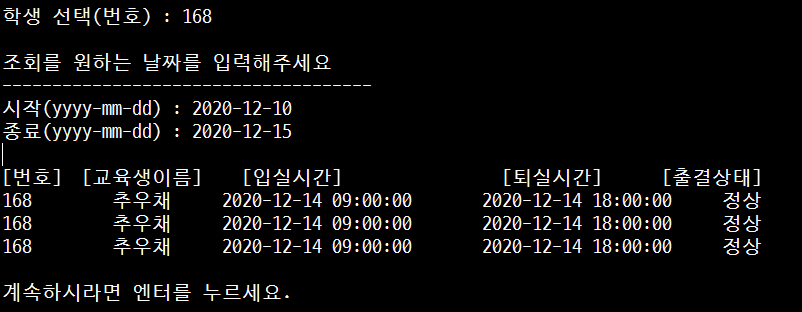 학생 선택(번호) : 168
조회를 원하는 날짜를 입력해주세요
-------------------------------------
시작(yyyy-mm-dd) : 2020-12-10
종료(yyyy-mm-dd) : 2020-12-15
[번호] [교육생이름] [입실시간] [퇴실시간] [출결상태]
168 추우채 2020-12-14 09:00:00 2020-12-14 18:00:00 정상
168 추우채 2020-12-14 09:00:00 2020-12-14 18:00:00 정상
168 추우채 2020-12-14 09:00:00 2020-12-14 18:00:00 정상
계속하시라면 엔터를 누르세요.